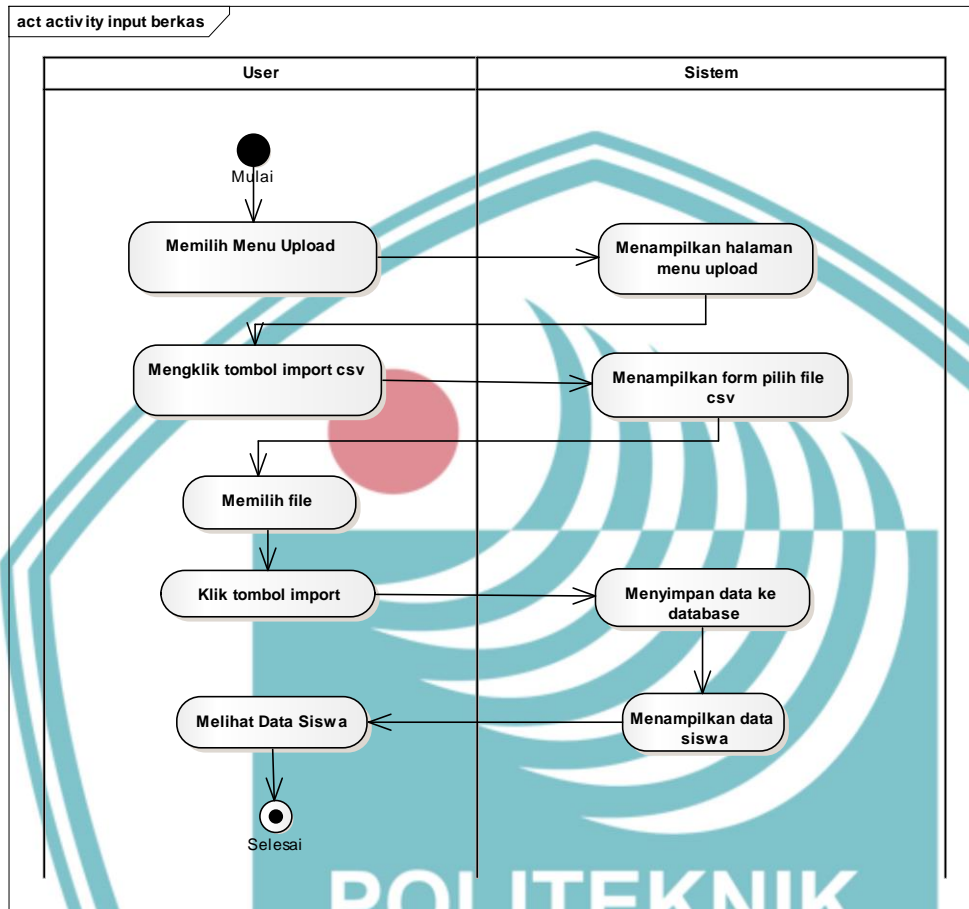 act activity input berkas
User
Sistem
Mulai
Memilih Menu Upload
Menampilkan halaman
menu upload
Mengklik tombol import csv
Menampilkan form pilih file
csv
Memilih file
Klik tombol import
Menyimpan data ke
database
Melihat Data Siswa
Menampilkan data
siswa
Selesai
POLITEKNIK